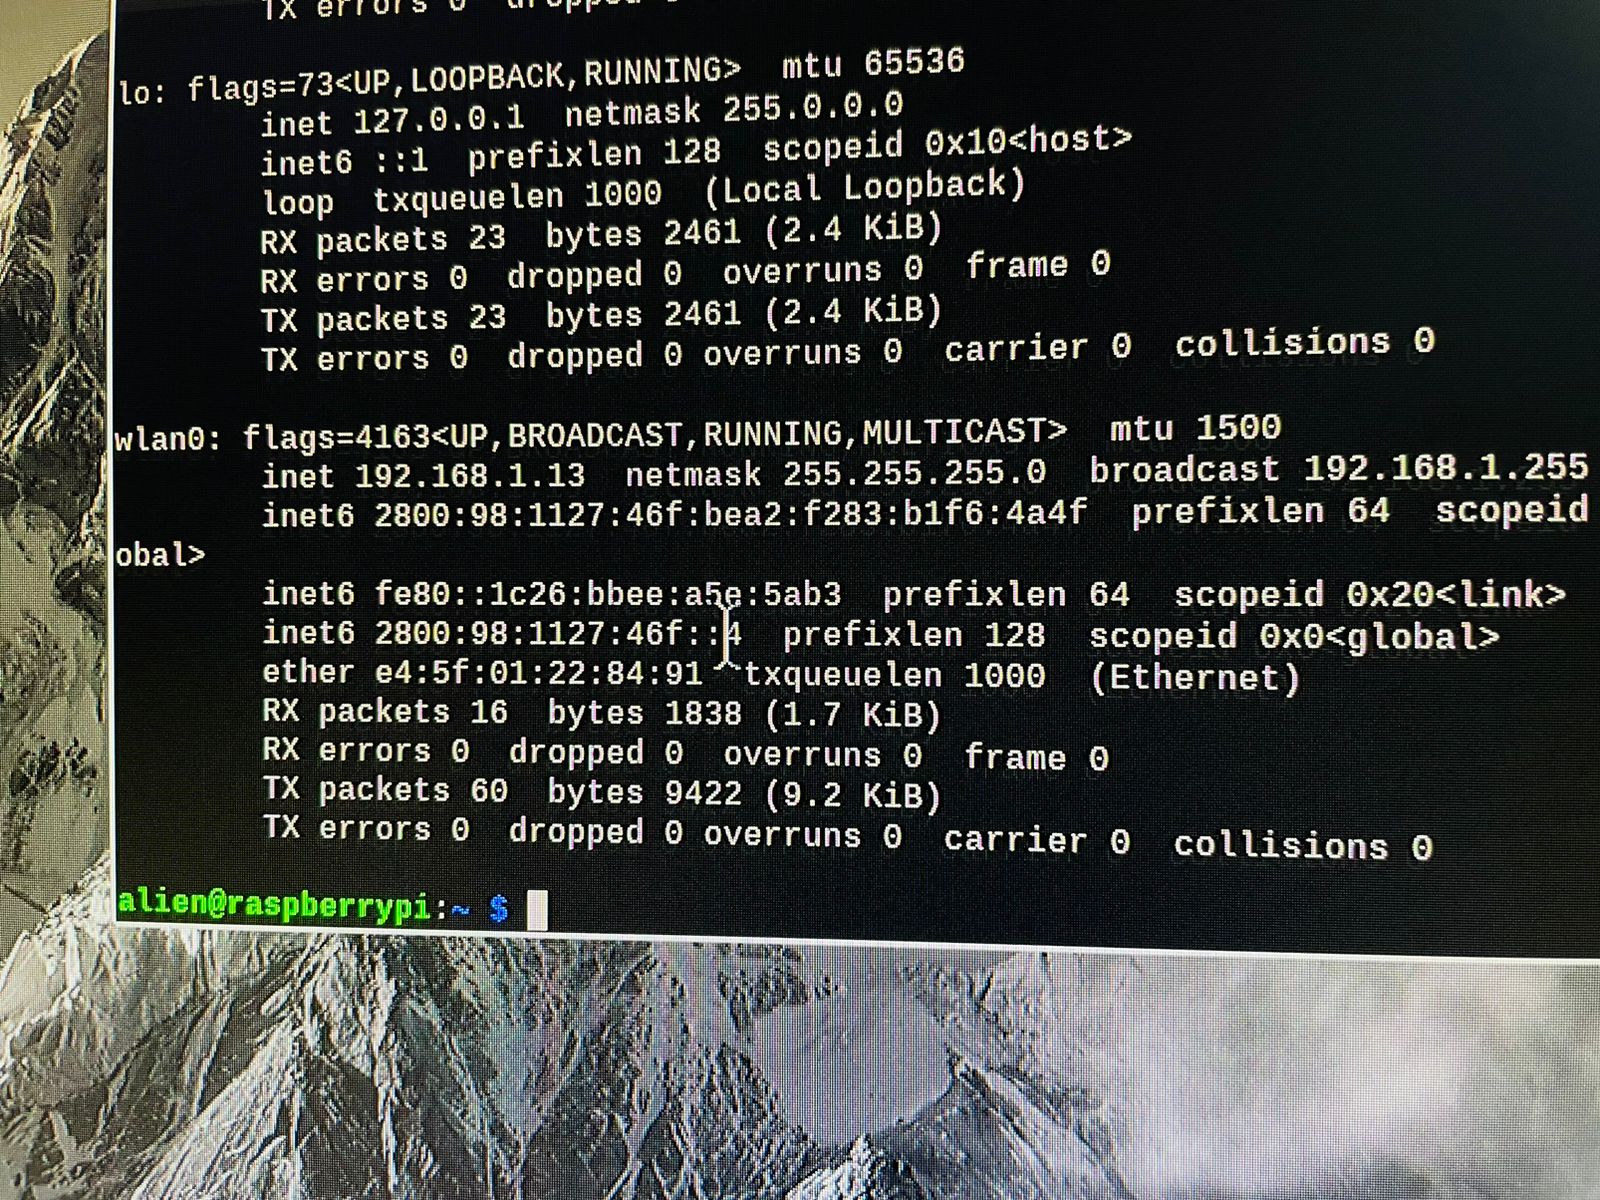 TX errors 0 dropped 0
lo: flags=73<UP,LOOPBACK,RUNNING> mtu 65536
inet 127.0.0.1 netmask 255.0.0.0
inet6 ::1 prefixlen 128 scopeid 0x10<host>
loop txqueuelen 1000 (Local Loopback)
RX packets 23 bytes 2461 (2.4 KiB)
RX errors 0 dropped 0 overruns 0 frame 0
TX packets 23 bytes 2461 (2.4 KiB)
TX errors 0 dropped 0 overruns 0 carrier 0 collisions 0
wlan0: flags=4163<UP,BROADCAST,RUNNING,MULTICAST> mtu 1500
inet 192.168.1.13 netmask 255.255.255.0 broadcast 192.168.1.255
inet6 2800:98:1127:46f:bea2:f283:b1f6:4a4f prefixlen 64 scopeid
obal>
inet6 fe80::1c26:bbee:a5e:5ab3 prefixlen 64 scopeid 0x20<link>
inet6 2800:98:1127:46f::4 prefixlen 128 scopeid 0x0<global>
ether e4:5f:01:22:84:91 txqueuelen 1000 (Ethernet)
RX packets 16 bytes 1838 (1.7 KiB)
RX errors 0 dropped 0 overruns 0 frame 0
TX packets 60 bytes 9422 (9.2 KiB)
TX errors 0 dropped 0 overruns 0 carrier 0 collisions 0
alien@raspberrypi:~ $